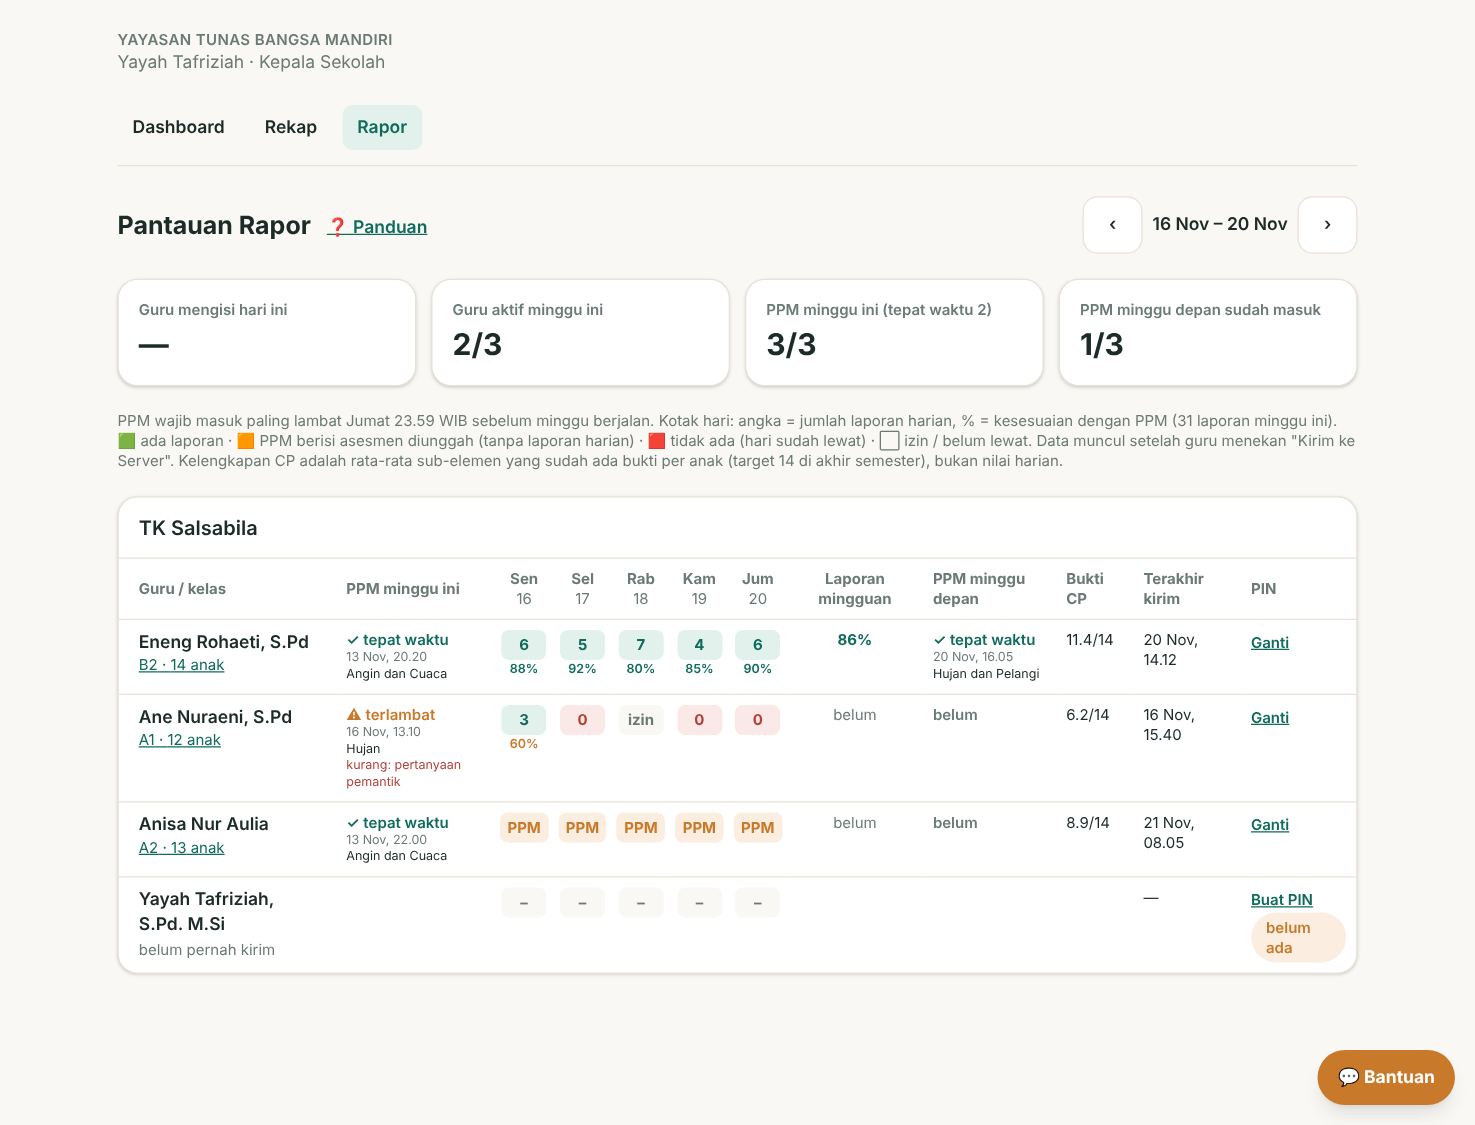 YAYASAN TUNAS BANGSA MANDIRI
Yayah Tafriziah · Kepala Sekolah
Dashboard Rekap Rapor
Pantauan Rapor ❓ Panduan
‹ 16 Nov – 20 Nov ›
Guru mengisi hari ini
—
Guru aktif minggu ini
2/3
PPM minggu ini (tepat waktu 2)
3/3
PPM minggu depan sudah masuk
1/3
PPM wajib masuk paling lambat Jumat 23.59 WIB sebelum minggu berjalan. Kotak hari: angka = jumlah laporan harian, % = kesesuaian dengan PPM (31 laporan minggu ini).
🟩 ada laporan · 🟧 PPM berisi asesmen diunggah (tanpa laporan harian) · 🟥 tidak ada (hari sudah lewat) · ⬜ izin / belum lewat. Data muncul setelah guru menekan "Kirim ke
Server". Kelengkapan CP adalah rata-rata sub-elemen yang sudah ada bukti per anak (target 14 di akhir semester), bukan nilai harian.
TK Salsabila
Guru / kelas
PPM minggu ini
Sen
16
Sel
17
Rab
18
Kam
19
Jum
20
Laporan
mingguan
PPM minggu
depan
Bukti
CP
Terakhir
kirim
PIN
Eneng Rohaeti, S.Pd
B2 · 14 anak
✓ tepat waktu
13 Nov, 20.20
Angin dan Cuaca
6
88%
5
92%
7
80%
4
85%
6
90%
86%
✓ tepat waktu
20 Nov, 16.05
Hujan dan Pelangi
11.4/14
20 Nov,
14.12
Ganti
Ane Nuraeni, S.Pd
A1 · 12 anak
⚠ terlambat
16 Nov, 13.10
Hujan
kurang: pertanyaan
pemantik
3
60%
0
izin
0
0
belum
belum
6.2/14
16 Nov,
15.40
Ganti
Anisa Nur Aulia
A2 · 13 anak
✓ tepat waktu
13 Nov, 22.00
Angin dan Cuaca
PPM
PPM
PPM
PPM
PPM
belum
belum
8.9/14
21 Nov,
08.05
Ganti
Yayah Tafriziah,
S.Pd. M.Si
belum pernah kirim
–
–
–
–
–
—
Buat PIN
belum
ada
💬 Bantuan